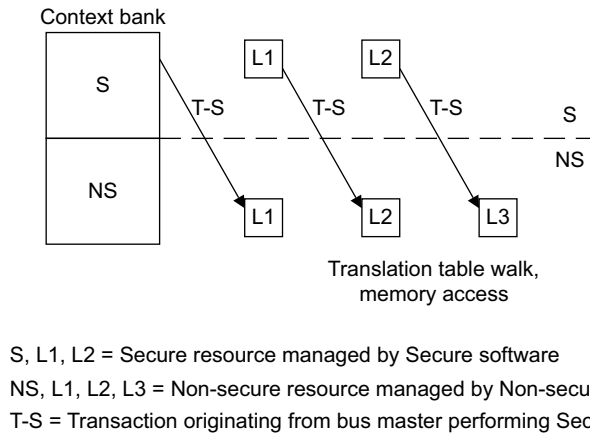 Context bank
S
L1
L2
T-S
T-S
T-S
S
NS
NS
L1
L2
L3
Translation table walk,
memory access
S, L1, L2 = Secure resource managed by Secure software
NS, L1, L2, L3 = Non-secure resource managed by Non-secu
T-S = Transaction originating from bus master performing Sec